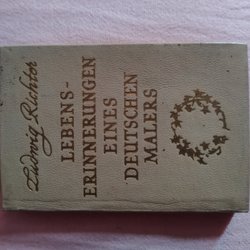 Ludwig Richter
LEBENS-
ERINNERUNGEN
EINES
DEUTSCHEN
MALERS